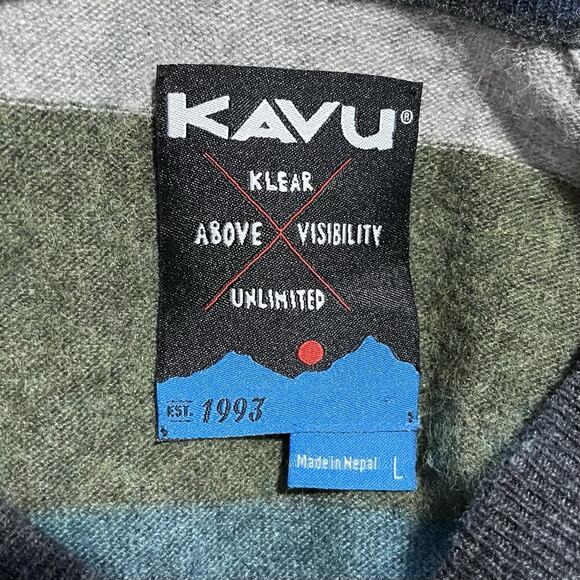 KAVU®
KLEAR
ABOVE VISIBILITY
UNLIMITED
EST. 1993
Made in Nepal L